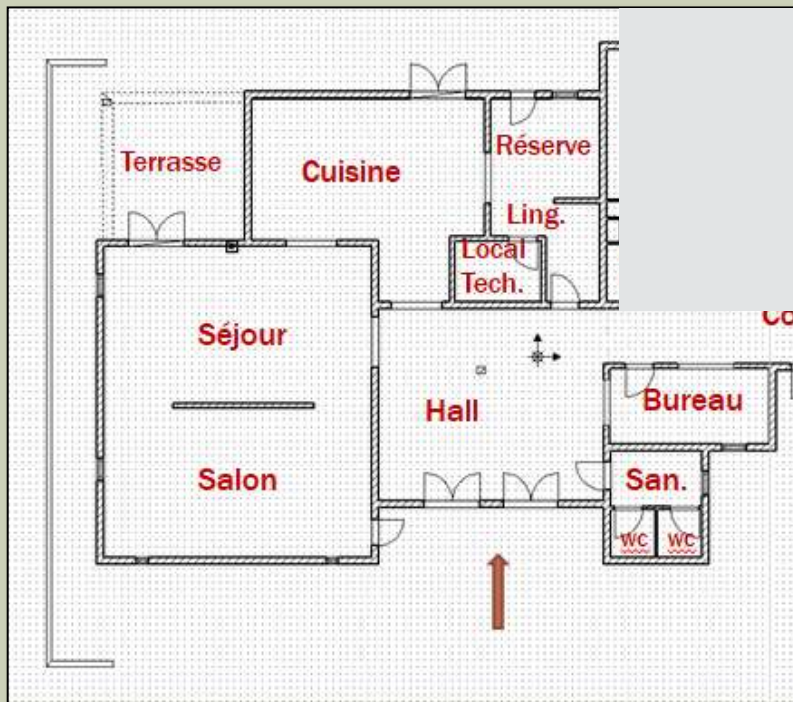 Terrasse
Cuisine
Réserve
Ling.
Local
Tech.
Séjour
Hall
Bureau
Salon
San.
wc
wc